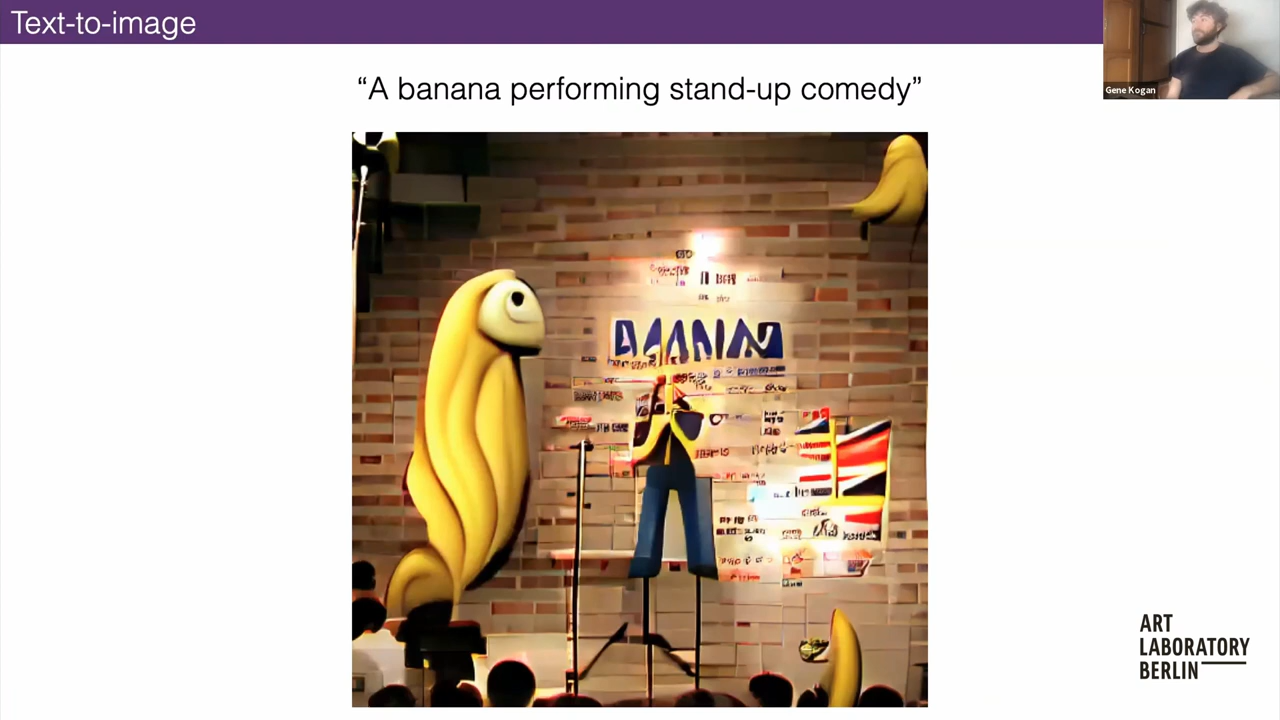 Text-to-image
Gene Kogan
“A banana performing stand-up comedy”
ART
LABORATORY
BERLIN